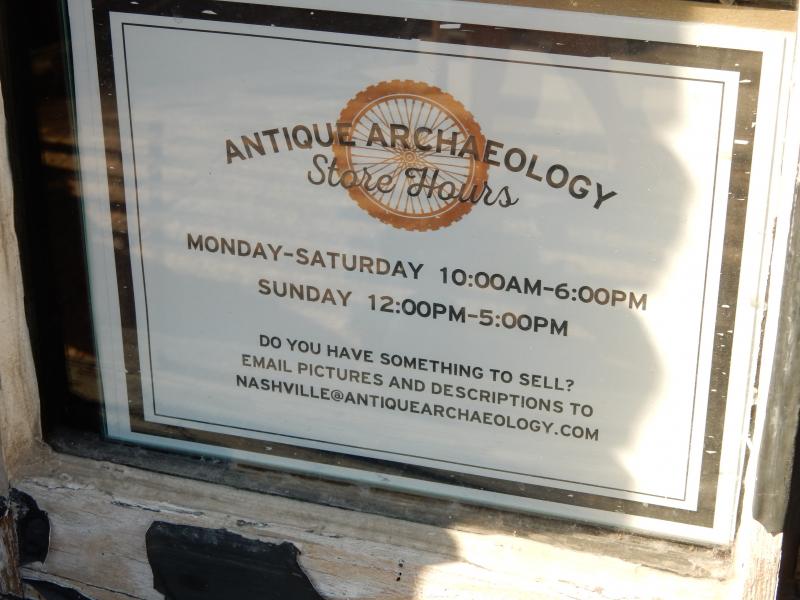 ANTIQUE ARCHAEOLOGY
Store Hours
MONDAY-SATURDAY 10:00AM-6:00PM
SUNDAY 12:00PM-5:00PM
DO YOU HAVE SOMETHING TO SELL?
EMAIL PICTURES AND DESCRIPTIONS TO
NASHVILLE@ANTIQUEARCHAEOLOGY.COM